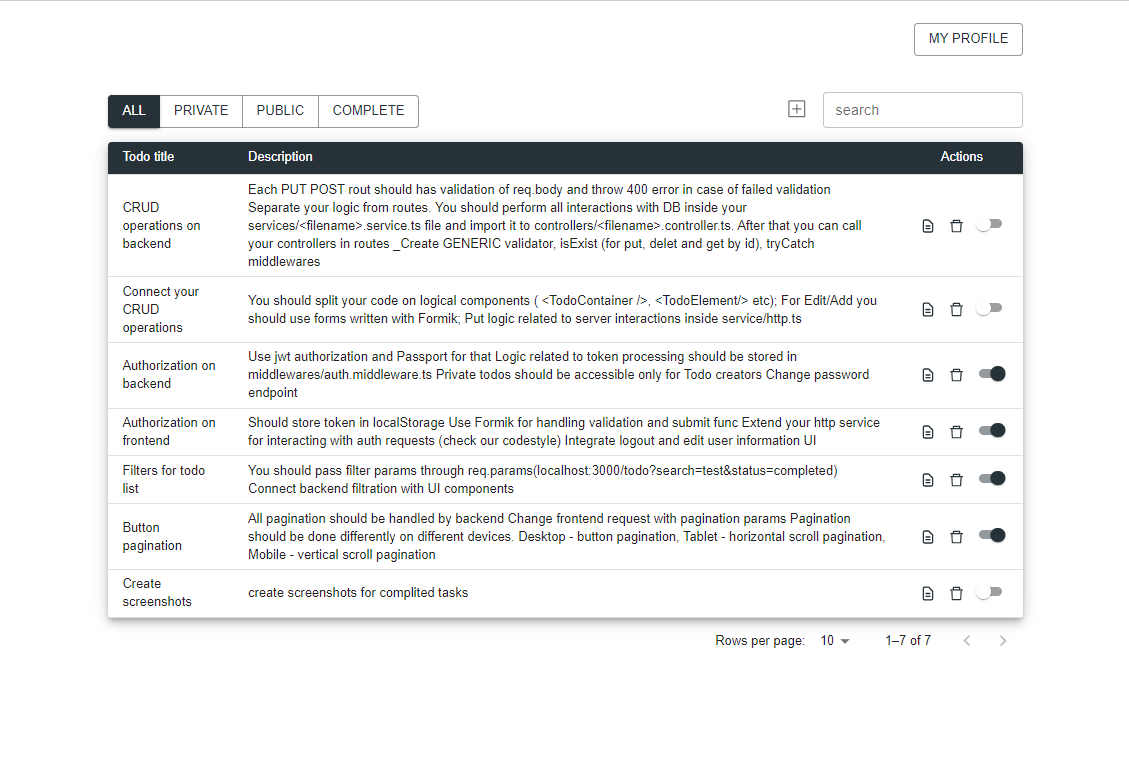 MY PROFILE
ALL PRIVATE PUBLIC COMPLETE search
Todo title Description Actions
CRUD
operations on
backend
Each PUT POST rout should has validation of req.body and throw 400 error in case of failed validation
Separate your logic from routes. You should perform all interactions with DB inside your
services/<filename>.service.ts file and import it to controllers/<filename>.controller.ts. After that you can call
your controllers in routes _Create GENERIC validator, isExist (for put, delet and get by id), tryCatch
middlewares
Connect your
CRUD
operations
You should split your code on logical components ( <TodoContainer />, <TodoElement/> etc); For Edit/Add you
should use forms written with Formik; Put logic related to server interactions inside service/http.ts
Authorization on
backend
Use jwt authorization and Passport for that Logic related to token processing should be stored in
middlewares/auth.middleware.ts Private todos should be accessible only for Todo creators Change password
endpoint
Authorization on
frontend
Should store token in localStorage Use Formik for handling validation and submit func Extend your http service
for interacting with auth requests (check our codestyle) Integrate logout and edit user information UI
Filters for todo
list
You should pass filter params through req.params(localhost:3000/todo?search=test&status=completed)
Connect backend filtration with UI components
Button
pagination
All pagination should be handled by backend Change frontend request with pagination params Pagination
should be done differently on different devices. Desktop - button pagination, Tablet - horizontal scroll pagination,
Mobile - vertical scroll pagination
Create
screenshots
create screenshots for complited tasks
Rows per page: 10 1–7 of 7